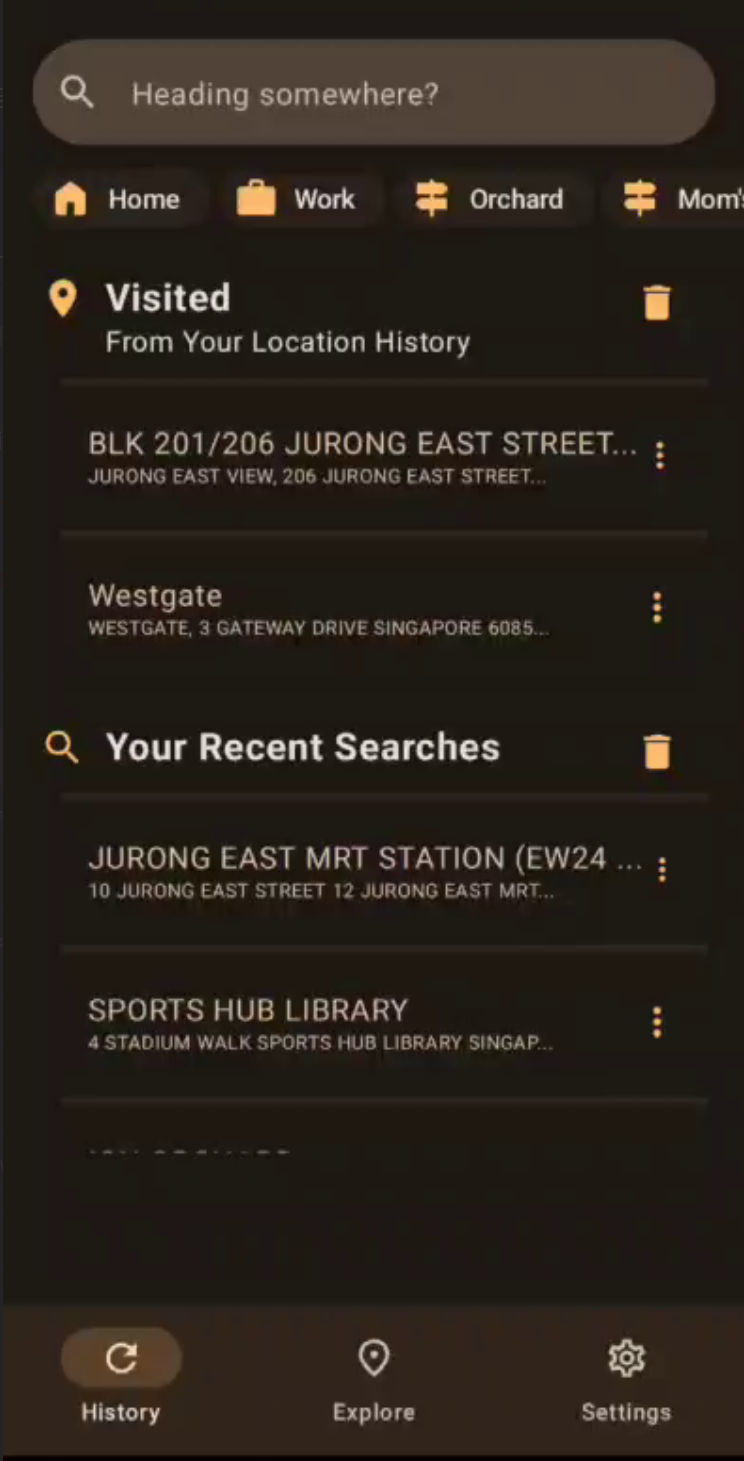 Heading somewhere?
Home Work Orchard Mom's
Visited
From Your Location History
BLK 201/206 JURONG EAST STREET...
JURONG EAST VIEW, 206 JURONG EAST STREET...
Westgate
WESTGATE, 3 GATEWAY DRIVE SINGAPORE 6085...
Your Recent Searches
JURONG EAST MRT STATION (EW24 ...
10 JURONG EAST STREET 12 JURONG EAST MRT...
SPORTS HUB LIBRARY
4 STADIUM WALK SPORTS HUB LIBRARY SINGAP...
History Explore Settings